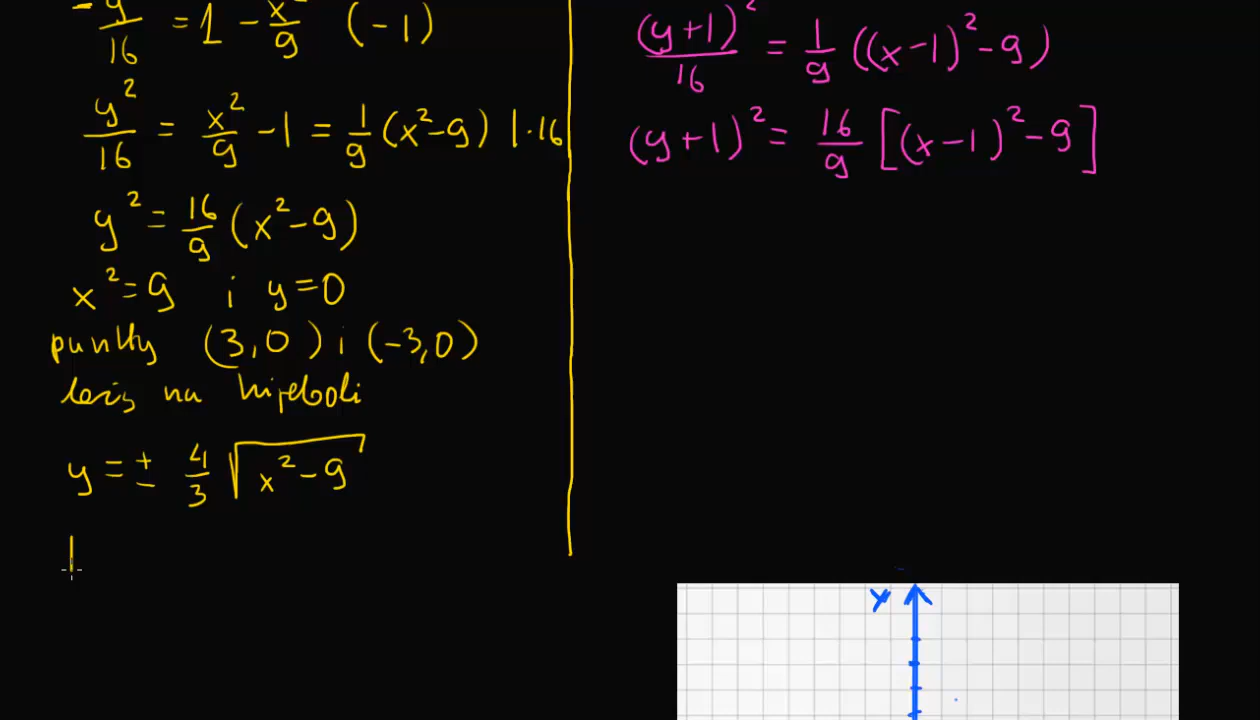 -y/16 = 1 - x/9 (-1)
y²/16 = x²/9 - 1 = 1/9 (x² - 9) | · 16
y² = 16/9 (x² - 9)
x² = 9 i y = 0
punkty (3, 0) i (-3, 0)
leżą na hiperboli
y = ± 4/3 √(x² - 9)
(y+1)²/16 = 1/9 ((x-1)² - 9)
(y+1)² = 16/9 [(x-1)² - 9]
y